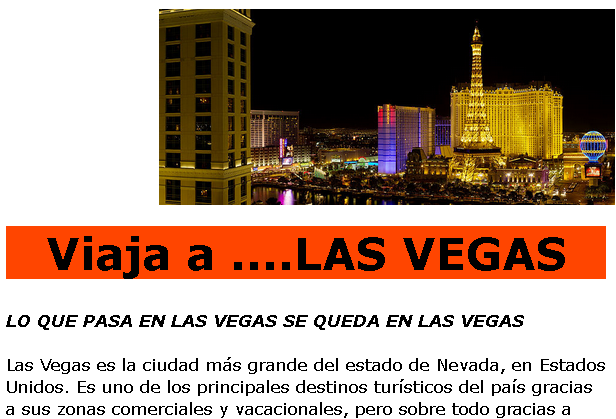 Viaja a ....LAS VEGAS
LO QUE PASA EN LAS VEGAS SE QUEDA EN LAS VEGAS
Las Vegas es la ciudad más grande del estado de Nevada, en Estados
Unidos. Es uno de los principales destinos turísticos del país gracias
a sus zonas comerciales y vacacionales, pero sobre todo gracias a